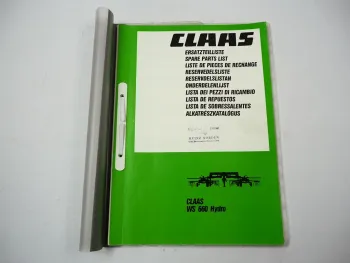 CLAAS
ERSATZTEILLISTE
SPARE PARTS LIST
LISTE DE PIECES DE RECHANGE
RESERVEDELSLISTE
RESERVDELSLISTAN
ONDERDELENLIJST
LISTA DEI PEZZI DI RICAMBIO
LISTA DE REPUESTOS
LISTA DE SOBRESSALENTES
ALKATRÉSZKATALÓGUS
CLAAS
WS 660 Hydro